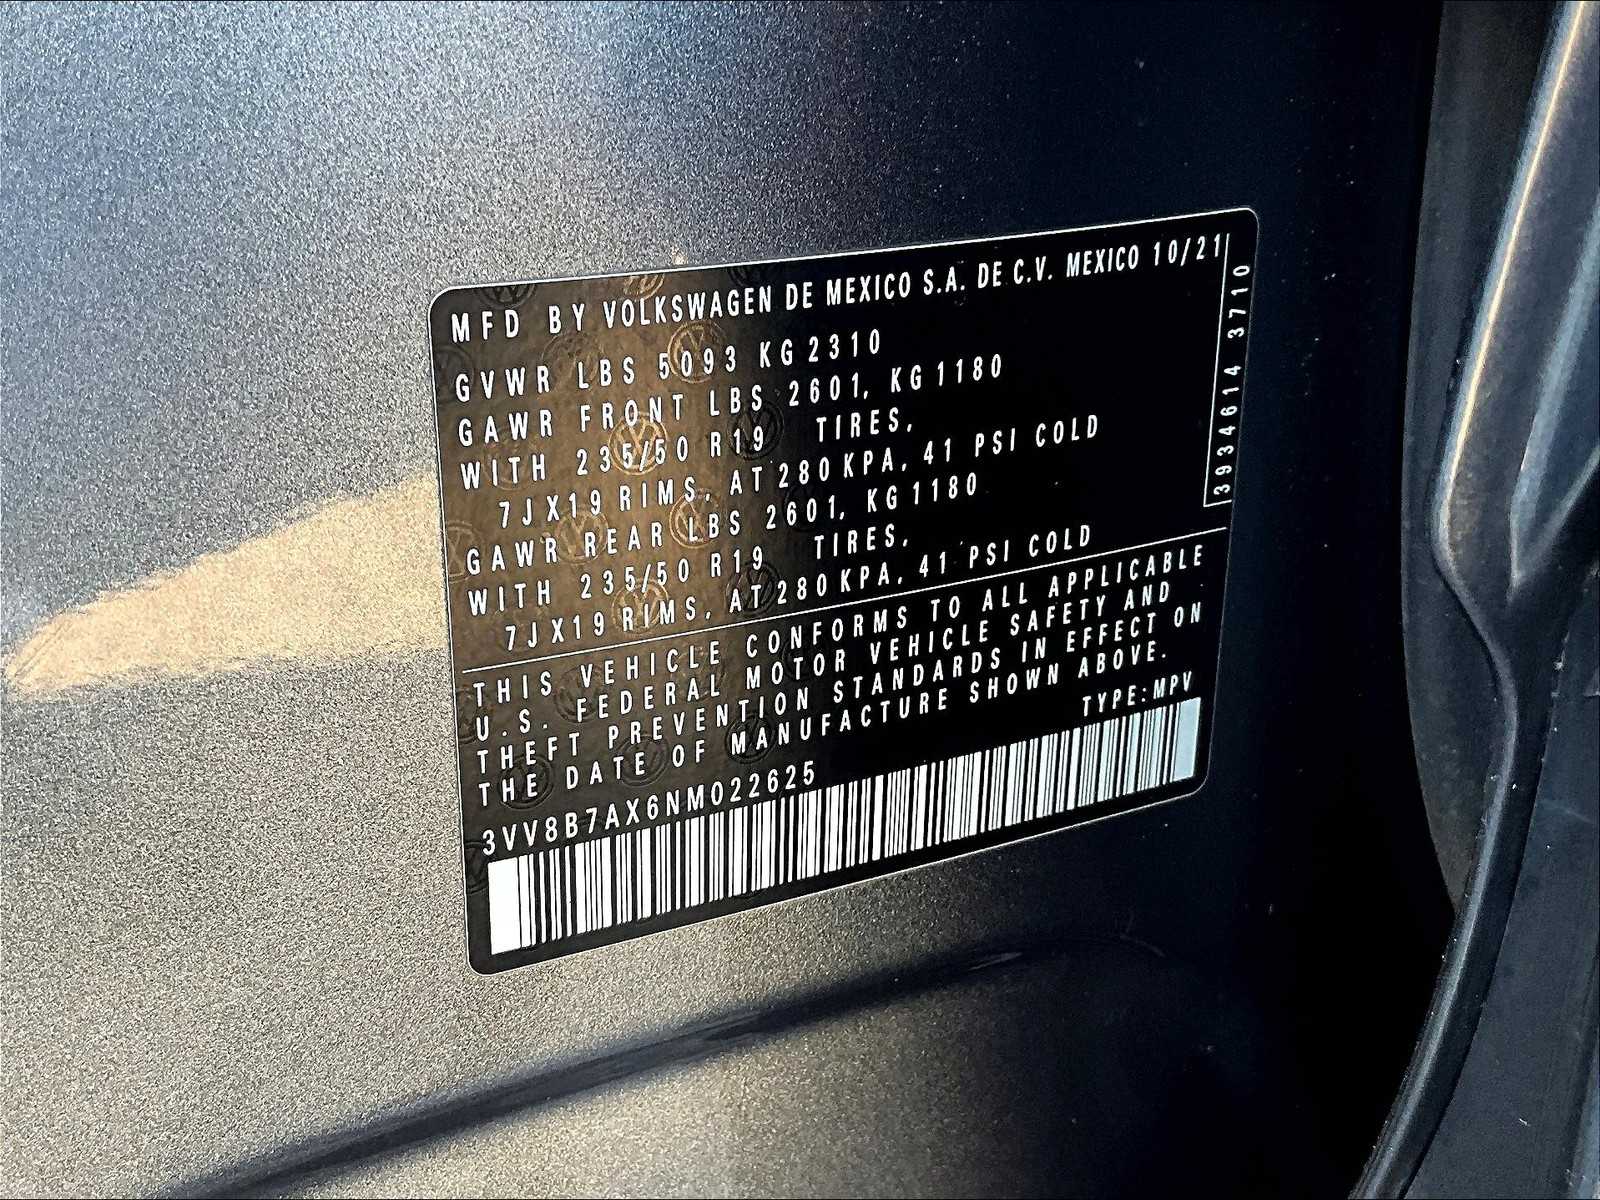 MFD BY VOLKSWAGEN DE MEXICO S.A. DE C.V. MEXICO 10/21
GVWR LBS 5093 KG 2310
GAWR FRONT LBS 2601, KG 1180
WITH 235/50 R19 TIRES,
7JX19 RIMS, AT 280 KPA, 41 PSI COLD
GAWR REAR LBS 2601, KG 1180
WITH 235/50 R19 TIRES,
7JX19 RIMS, AT 280 KPA, 41 PSI COLD
3934614 3710
THIS VEHICLE CONFORMS TO ALL APPLICABLE
U.S. FEDERAL MOTOR VEHICLE SAFETY AND
THEFT PREVENTION STANDARDS IN EFFECT ON
THE DATE OF MANUFACTURE SHOWN ABOVE.
TYPE:MPV
3VV8B7AX6NM022625